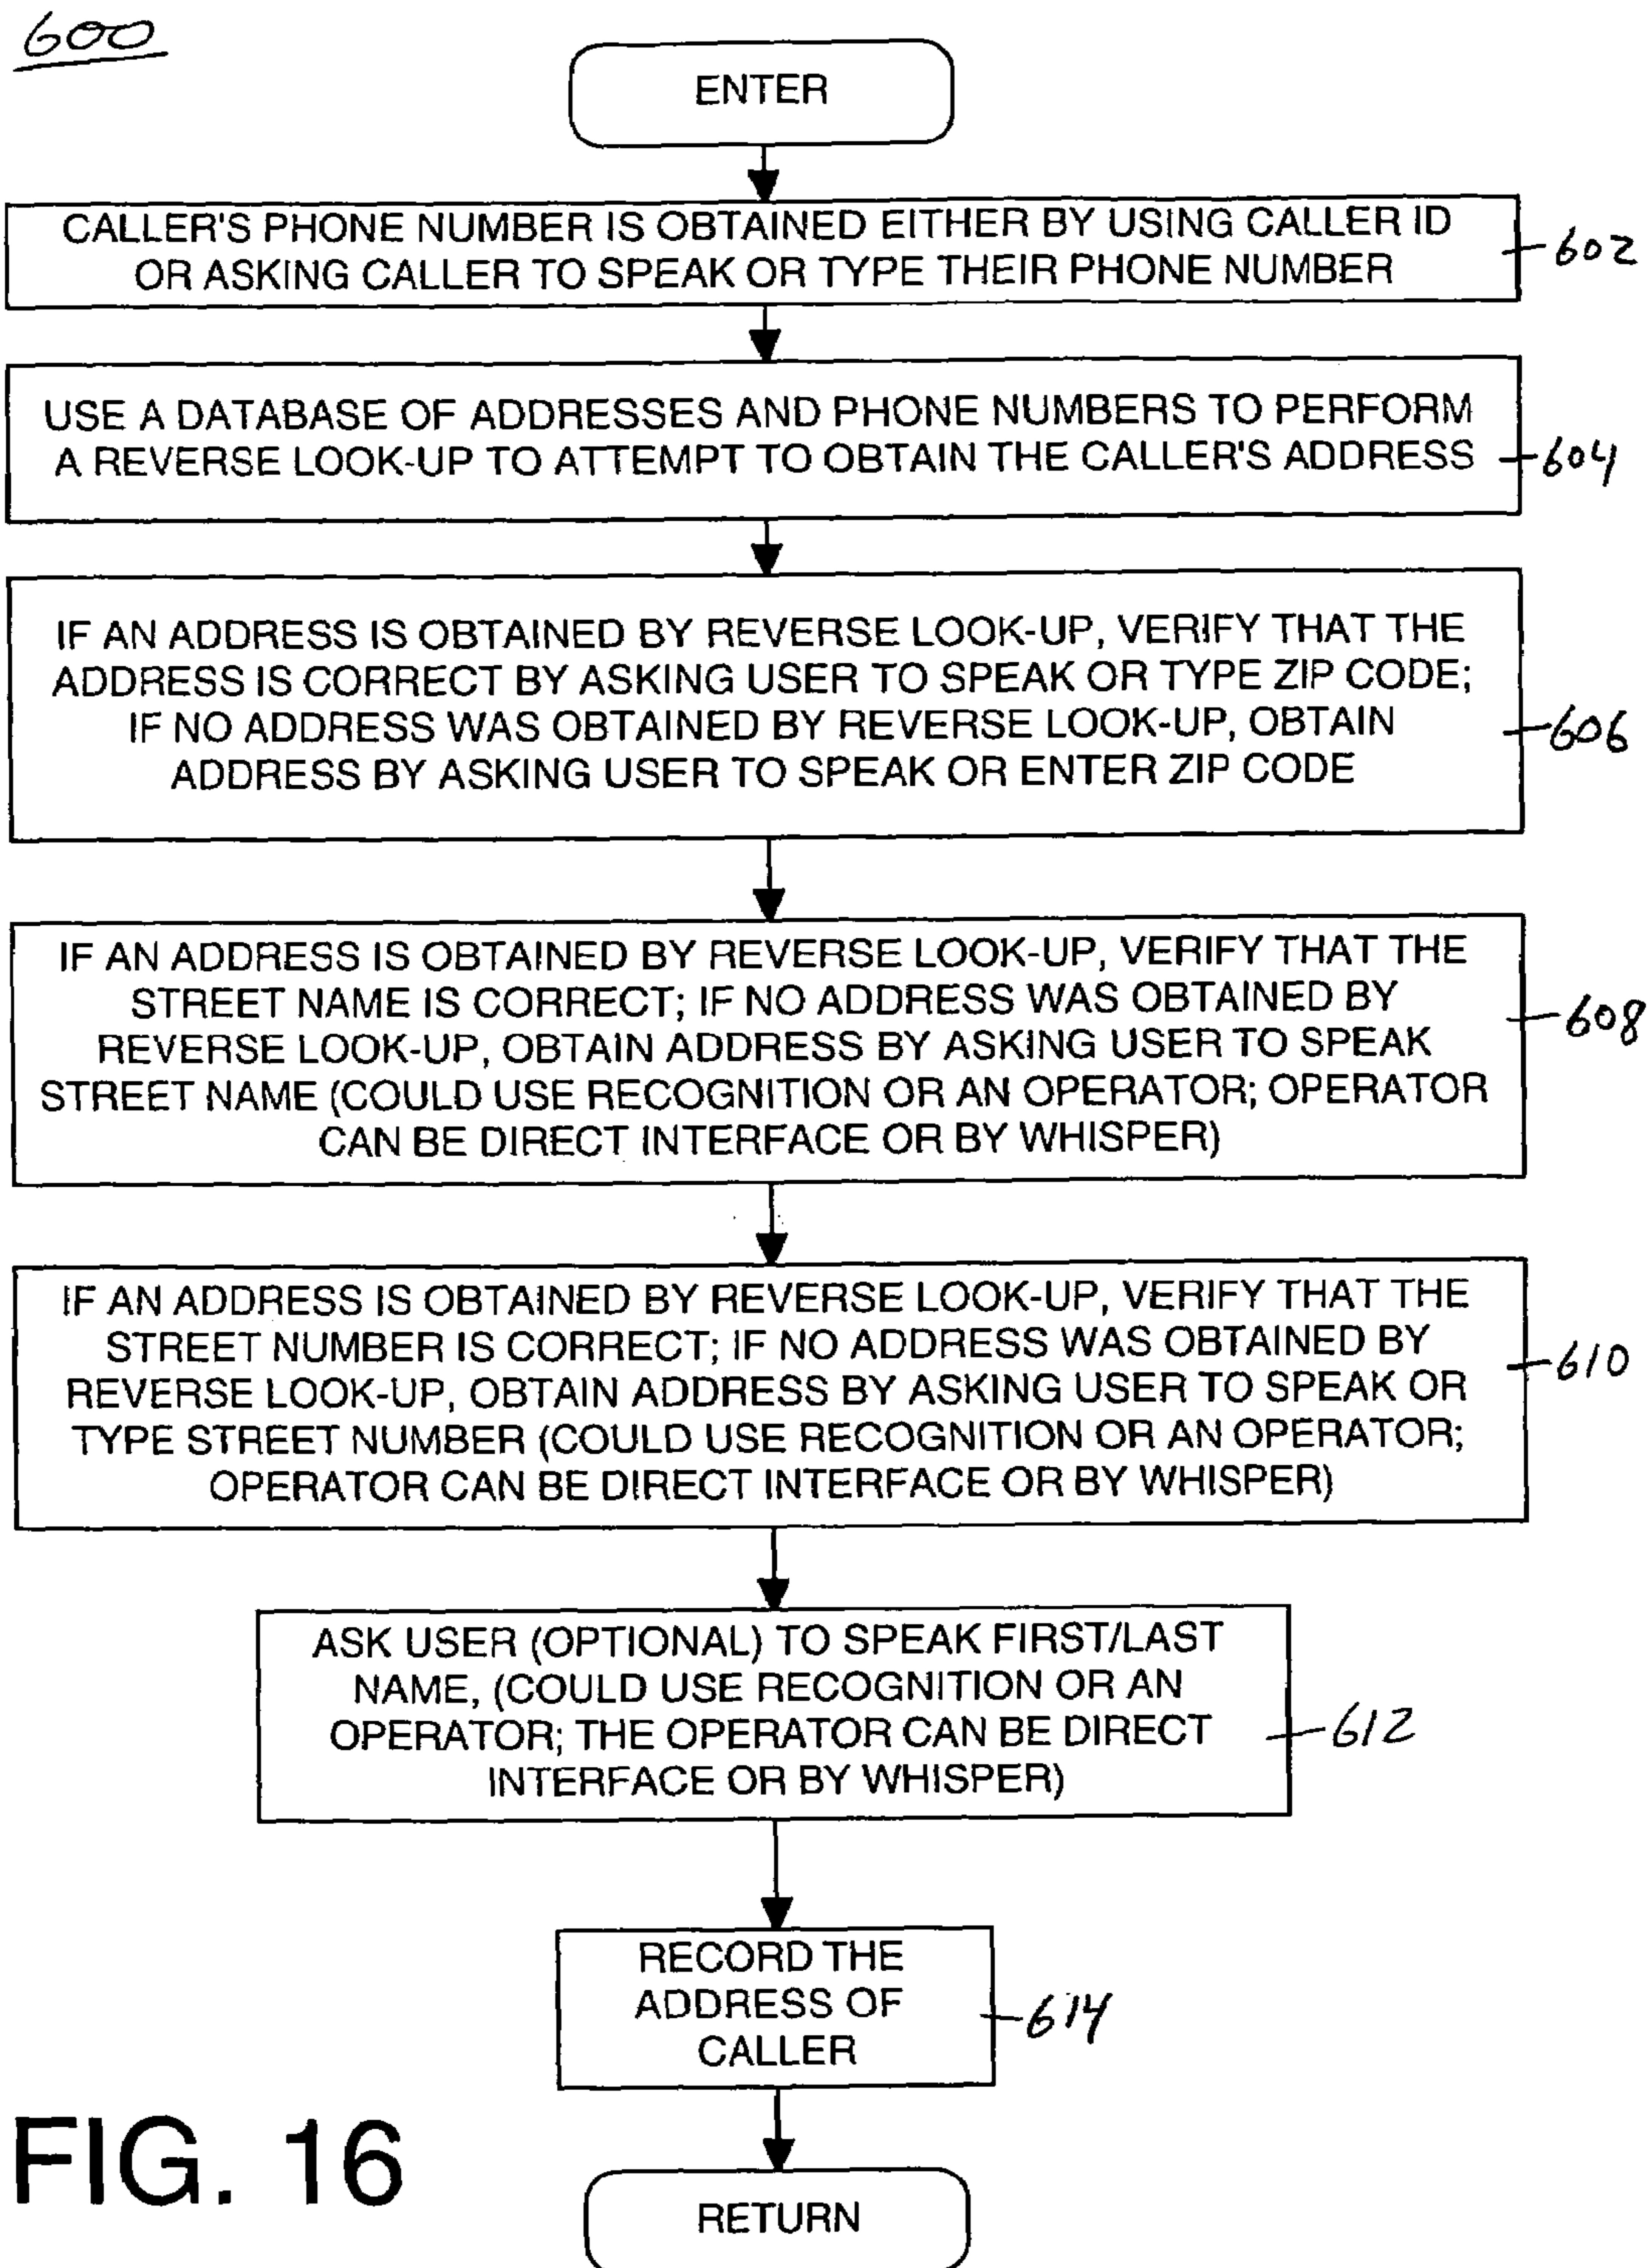 600
ENTER
CALLER'S PHONE NUMBER IS OBTAINED EITHER BY USING CALLER ID
OR ASKING CALLER TO SPEAK OR TYPE THEIR PHONE NUMBER
602
USE A DATABASE OF ADDRESSES AND PHONE NUMBERS TO PERFORM
A REVERSE LOOK-UP TO ATTEMPT TO OBTAIN THE CALLER'S ADDRESS
604
IF AN ADDRESS IS OBTAINED BY REVERSE LOOK-UP, VERIFY THAT THE
ADDRESS IS CORRECT BY ASKING USER TO SPEAK OR TYPE ZIP CODE;
IF NO ADDRESS WAS OBTAINED BY REVERSE LOOK-UP, OBTAIN
ADDRESS BY ASKING USER TO SPEAK OR ENTER ZIP CODE
606
IF AN ADDRESS IS OBTAINED BY REVERSE LOOK-UP, VERIFY THAT THE
STREET NAME IS CORRECT; IF NO ADDRESS WAS OBTAINED BY
REVERSE LOOK-UP, OBTAIN ADDRESS BY ASKING USER TO SPEAK
STREET NAME (COULD USE RECOGNITION OR AN OPERATOR; OPERATOR
CAN BE DIRECT INTERFACE OR BY WHISPER)
608
IF AN ADDRESS IS OBTAINED BY REVERSE LOOK-UP, VERIFY THAT THE
STREET NUMBER IS CORRECT; IF NO ADDRESS WAS OBTAINED BY
REVERSE LOOK-UP, OBTAIN ADDRESS BY ASKING USER TO SPEAK OR
TYPE STREET NUMBER (COULD USE RECOGNITION OR AN OPERATOR;
OPERATOR CAN BE DIRECT INTERFACE OR BY WHISPER)
610
ASK USER (OPTIONAL) TO SPEAK FIRST/LAST
NAME, (COULD USE RECOGNITION OR AN
OPERATOR; THE OPERATOR CAN BE DIRECT
INTERFACE OR BY WHISPER)
612
RECORD THE
ADDRESS OF
CALLER
614
RETURN
FIG. 16